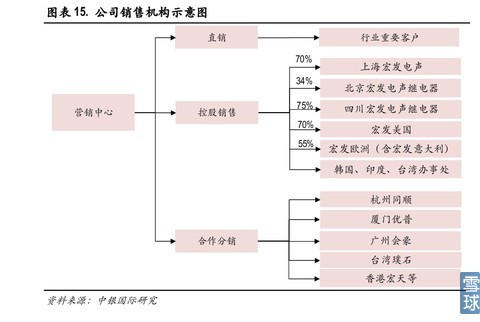 图表 15. 公司销售机构示意图
直销
行业重要客户
70%
上海宏发电声
34%
北京宏发电声继电器
营销中心
控股销售
75%
四川宏发电声继电器
70%
宏发美国
55%
宏发欧洲（含宏发意大利）
韩国、印度、台湾办事处
杭州同顺
厦门优普
合作分销
广州会豪
台湾璞石
香港宏天等
资料来源：中银国际研究
雪球